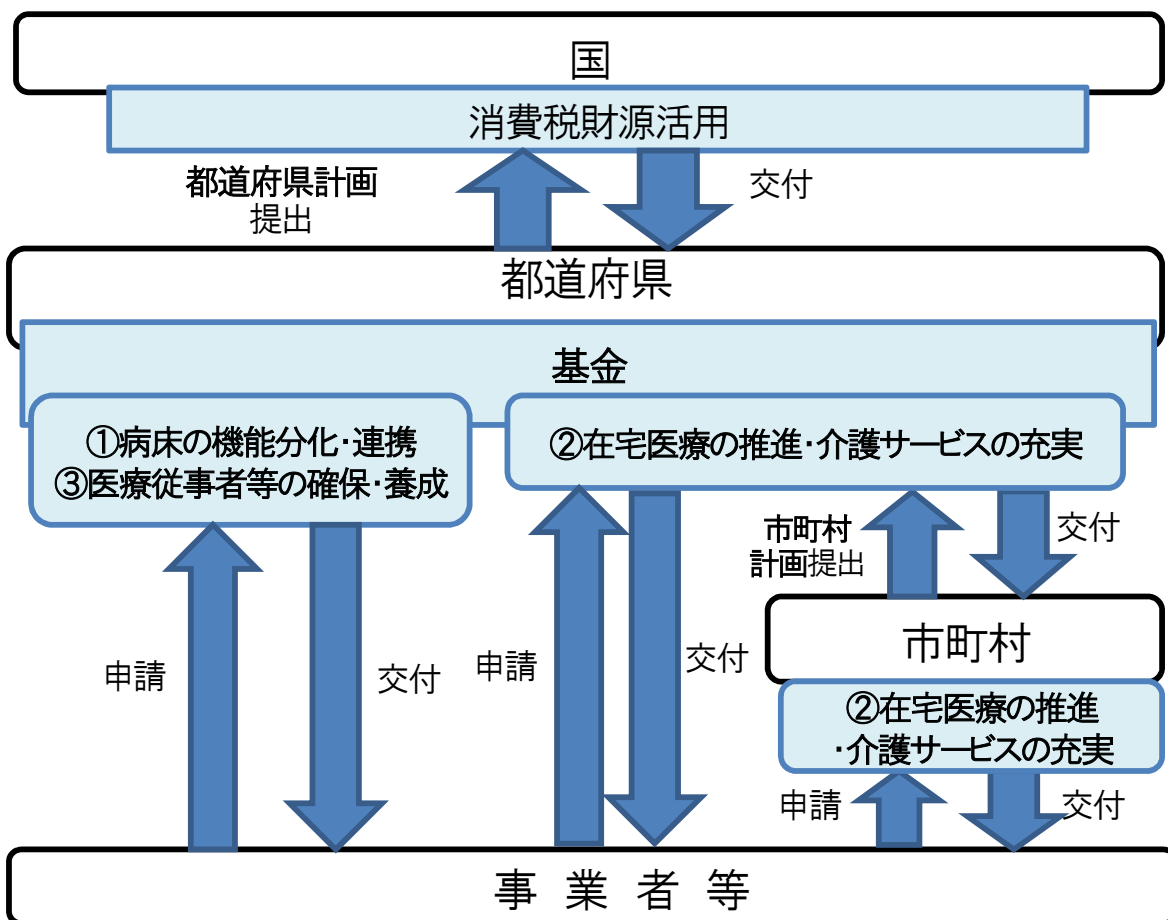 国
消費税財源活用
都道府県計画
提出
交付
都道府県
基金
①病床の機能分化・連携
③医療従事者等の確保・養成
②在宅医療の推進・介護サービスの充実
市町村
計画提出
交付
市町村
②在宅医療の推進
・介護サービスの充実
申請
交付
申請
交付
申請
交付
事 業 者 等